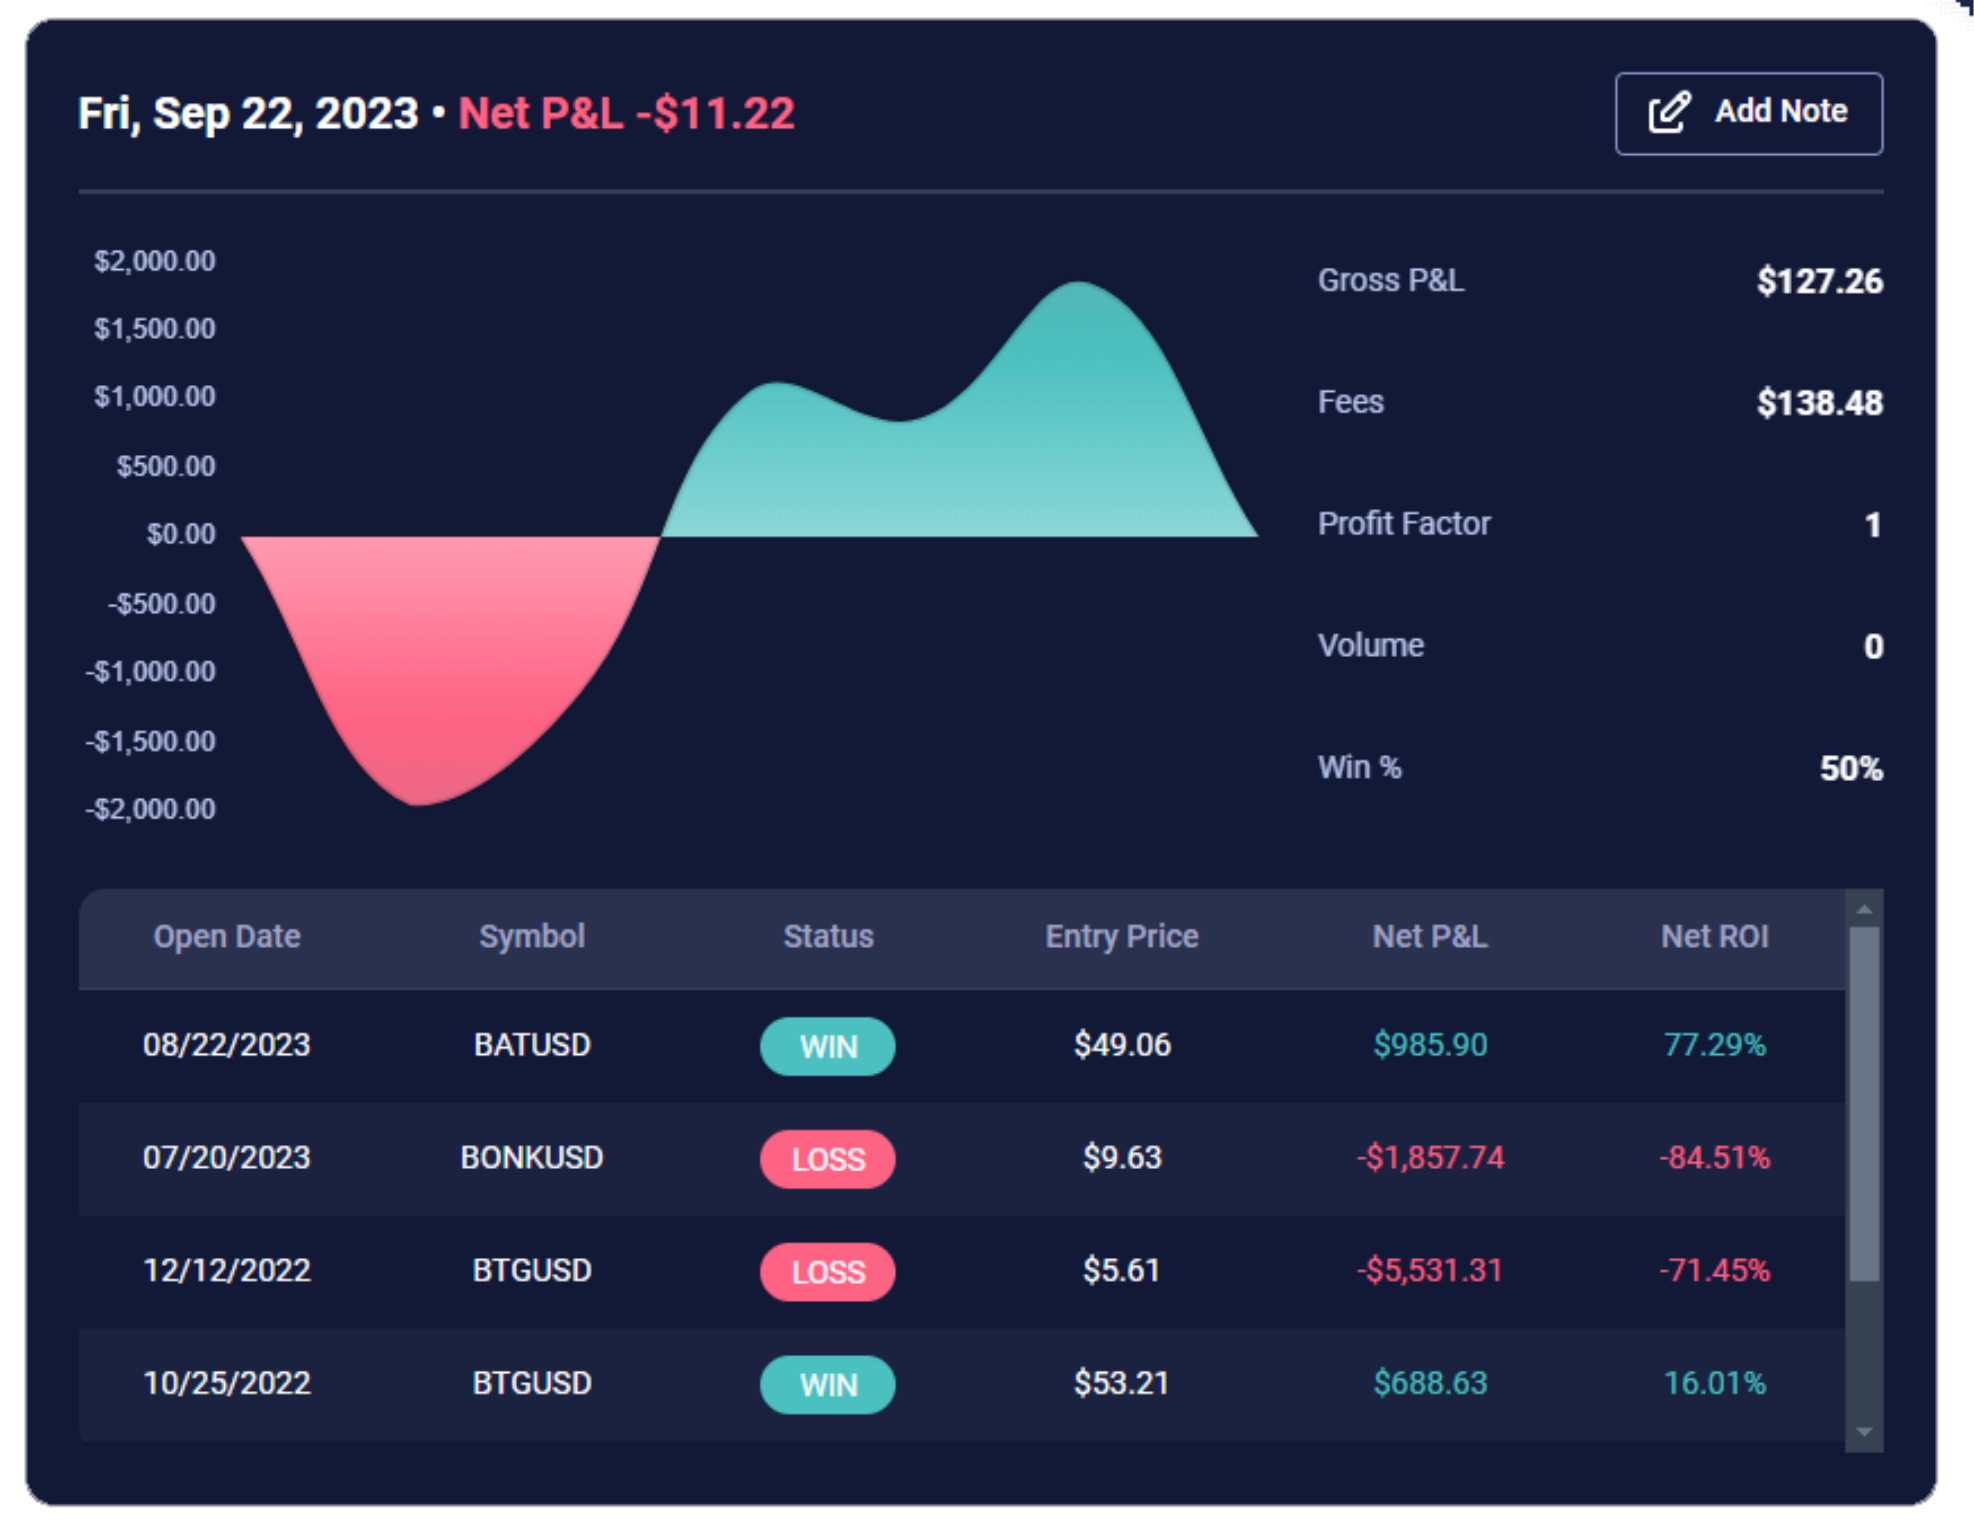 Fri, Sep 22, 2023 • Net P&L -$11.22
Add Note
$2,000.00
$1,500.00
$1,000.00
$500.00
$0.00
-$500.00
-$1,000.00
-$1,500.00
-$2,000.00
Gross P&L $127.26
Fees $138.48
Profit Factor 1
Volume 0
Win % 50%
Open Date Symbol Status Entry Price Net P&L Net ROI
08/22/2023 BATUSD WIN $49.06 $985.90 77.29%
07/20/2023 BONKUSD LOSS $9.63 -$1,857.74 -84.51%
12/12/2022 BTGUSD LOSS $5.61 -$5,531.31 -71.45%
10/25/2022 BTGUSD WIN $53.21 $688.63 16.01%